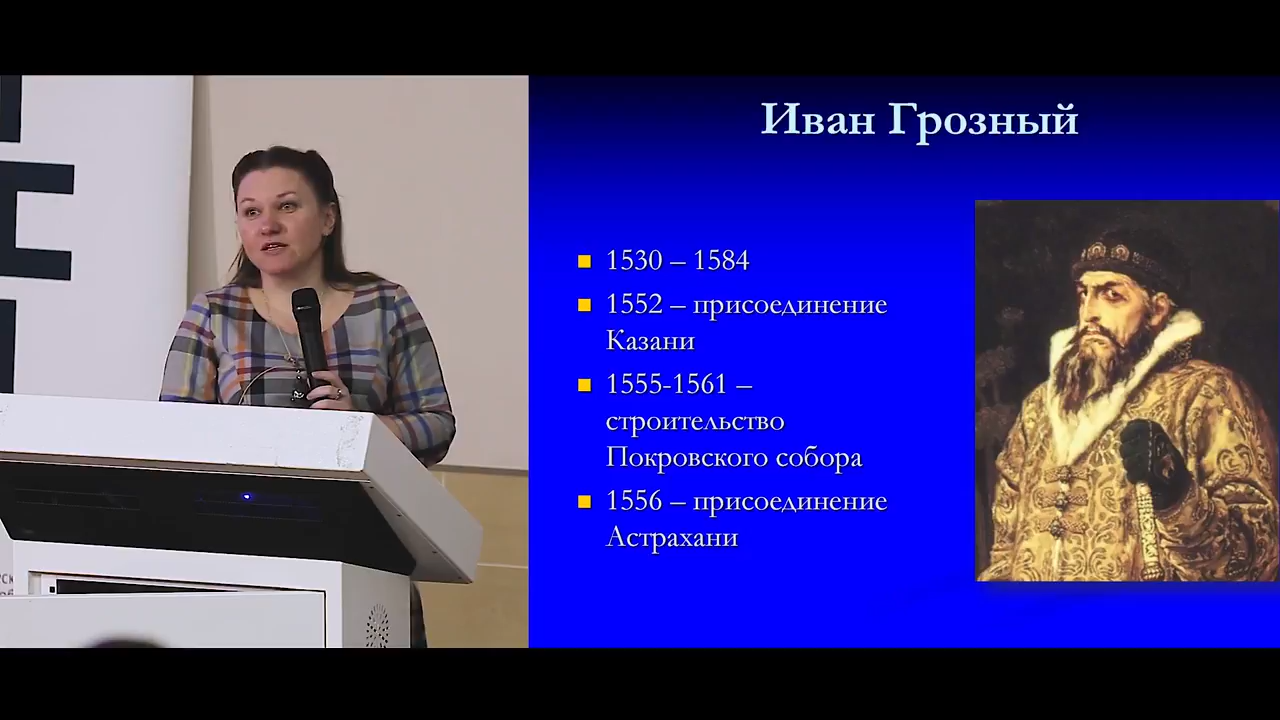 Иван Грозный
1530 – 1584
1552 – присоединение
Казани
1555-1561 –
строительство
Покровского собора
1556 – присоединение
Астрахани